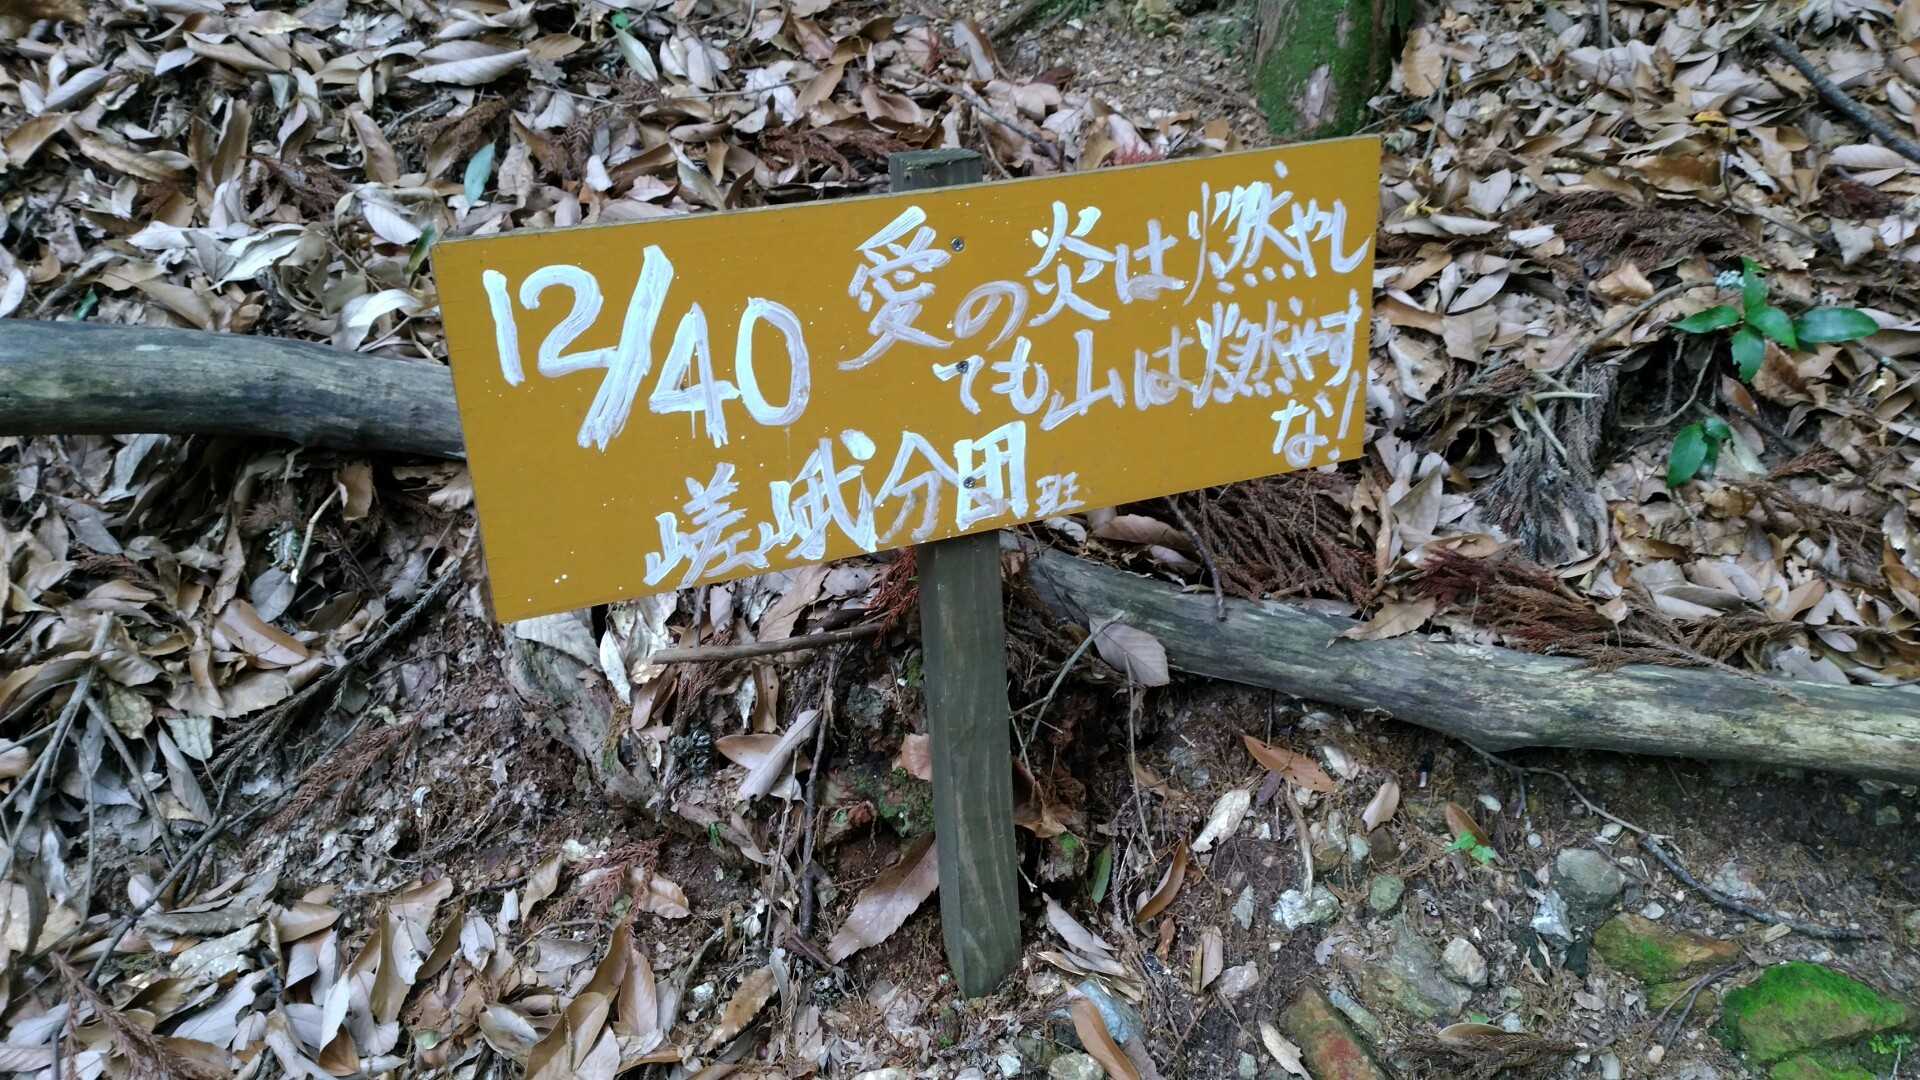 12/40
愛の炎は燃やし
ても山は燃やす
な!
嵯峨分団班